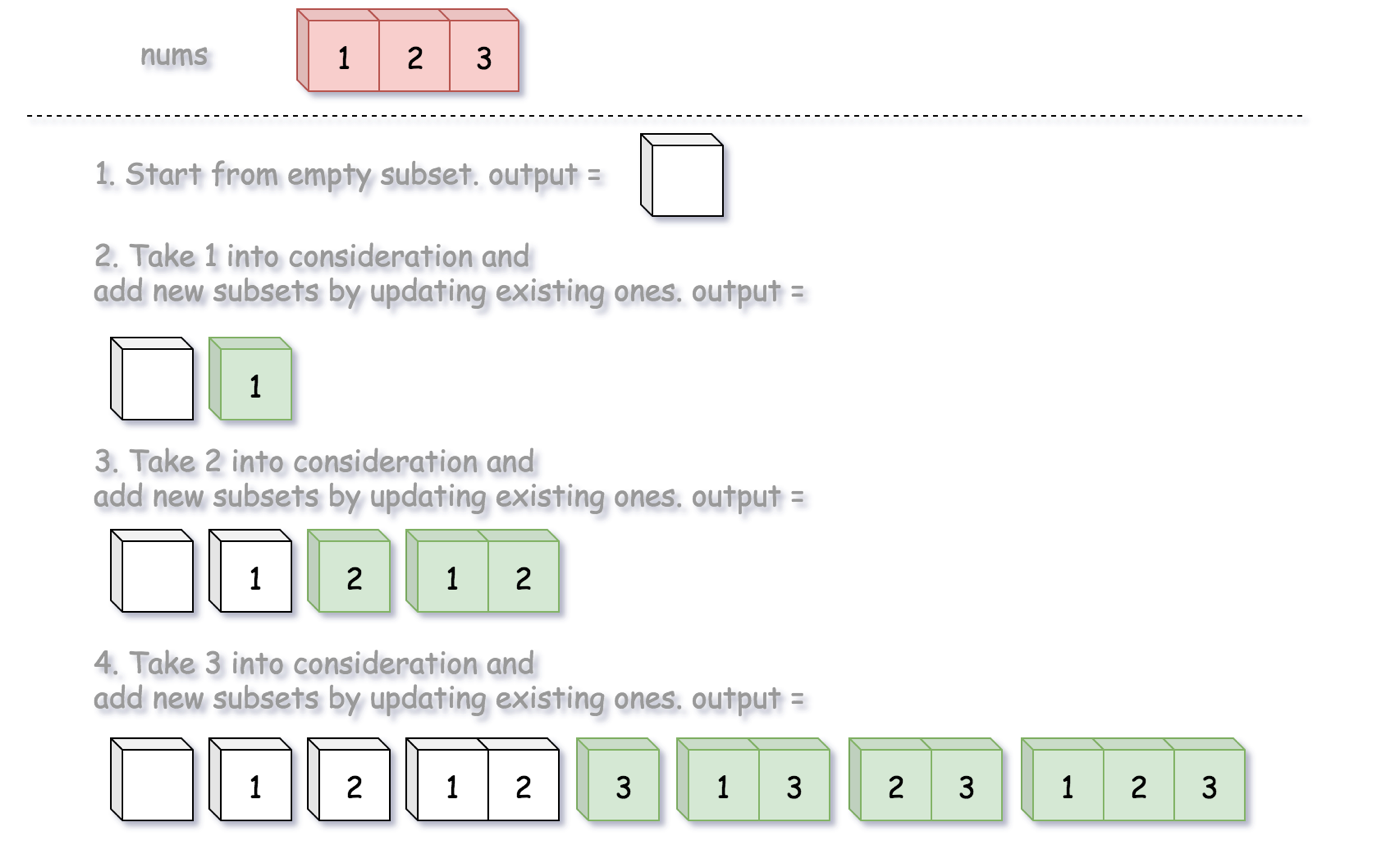 nums 1 2 3
1. Start from empty subset. output =
2. Take 1 into consideration and
add new subsets by updating existing ones. output =
1
3. Take 2 into consideration and
add new subsets by updating existing ones. output =
1 2 1 2
4. Take 3 into consideration and
add new subsets by updating existing ones. output =
1 2 1 2 3 1 3 2 3 1 2 3